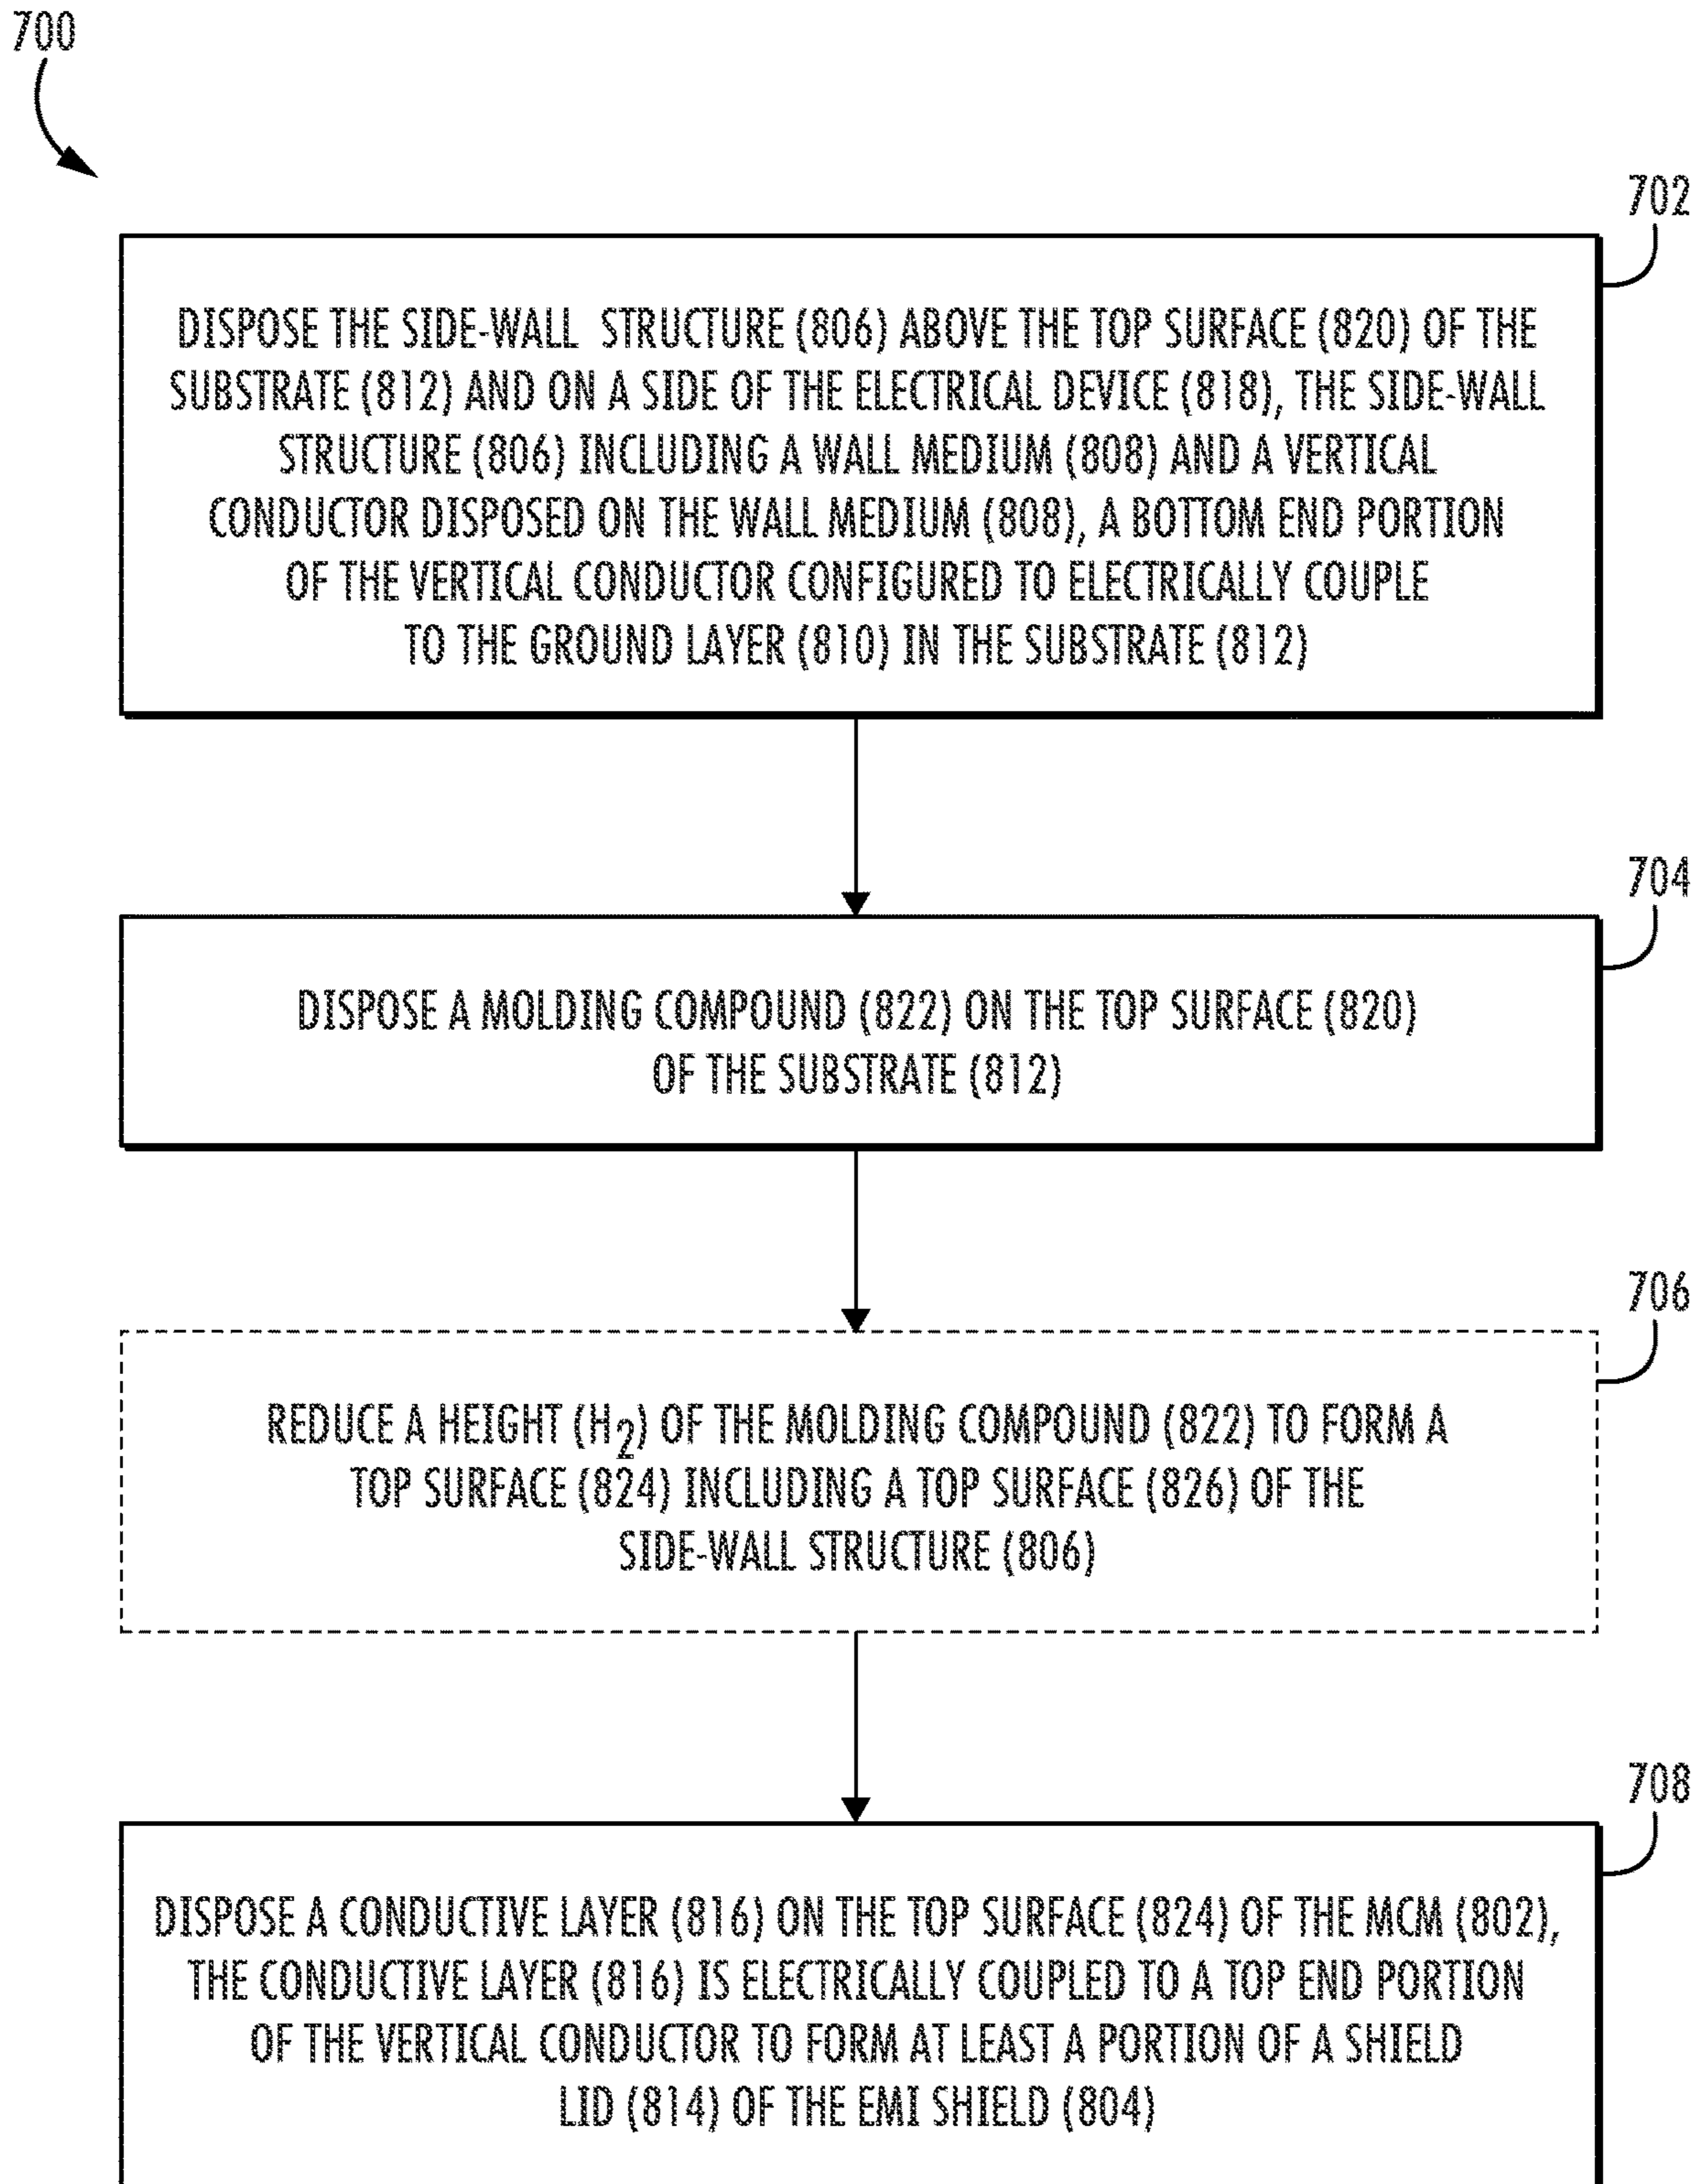 700
702
DISPOSE THE SIDE-WALL STRUCTURE (806) ABOVE THE TOP SURFACE (820) OF THE
SUBSTRATE (812) AND ON A SIDE OF THE ELECTRICAL DEVICE (818), THE SIDE-WALL
STRUCTURE (806) INCLUDING A WALL MEDIUM (808) AND A VERTICAL
CONDUCTOR DISPOSED ON THE WALL MEDIUM (808), A BOTTOM END PORTION
OF THE VERTICAL CONDUCTOR CONFIGURED TO ELECTRICALLY COUPLE
TO THE GROUND LAYER (810) IN THE SUBSTRATE (812)
704
DISPOSE A MOLDING COMPOUND (822) ON THE TOP SURFACE (820)
OF THE SUBSTRATE (812)
706
REDUCE A HEIGHT (H2) OF THE MOLDING COMPOUND (822) TO FORM A
TOP SURFACE (824) INCLUDING A TOP SURFACE (826) OF THE
SIDE-WALL STRUCTURE (806)
708
DISPOSE A CONDUCTIVE LAYER (816) ON THE TOP SURFACE (824) OF THE MCM (802),
THE CONDUCTIVE LAYER (816) IS ELECTRICALLY COUPLED TO A TOP END PORTION
OF THE VERTICAL CONDUCTOR TO FORM AT LEAST A PORTION OF A SHIELD
LID (814) OF THE EMI SHIELD (804)